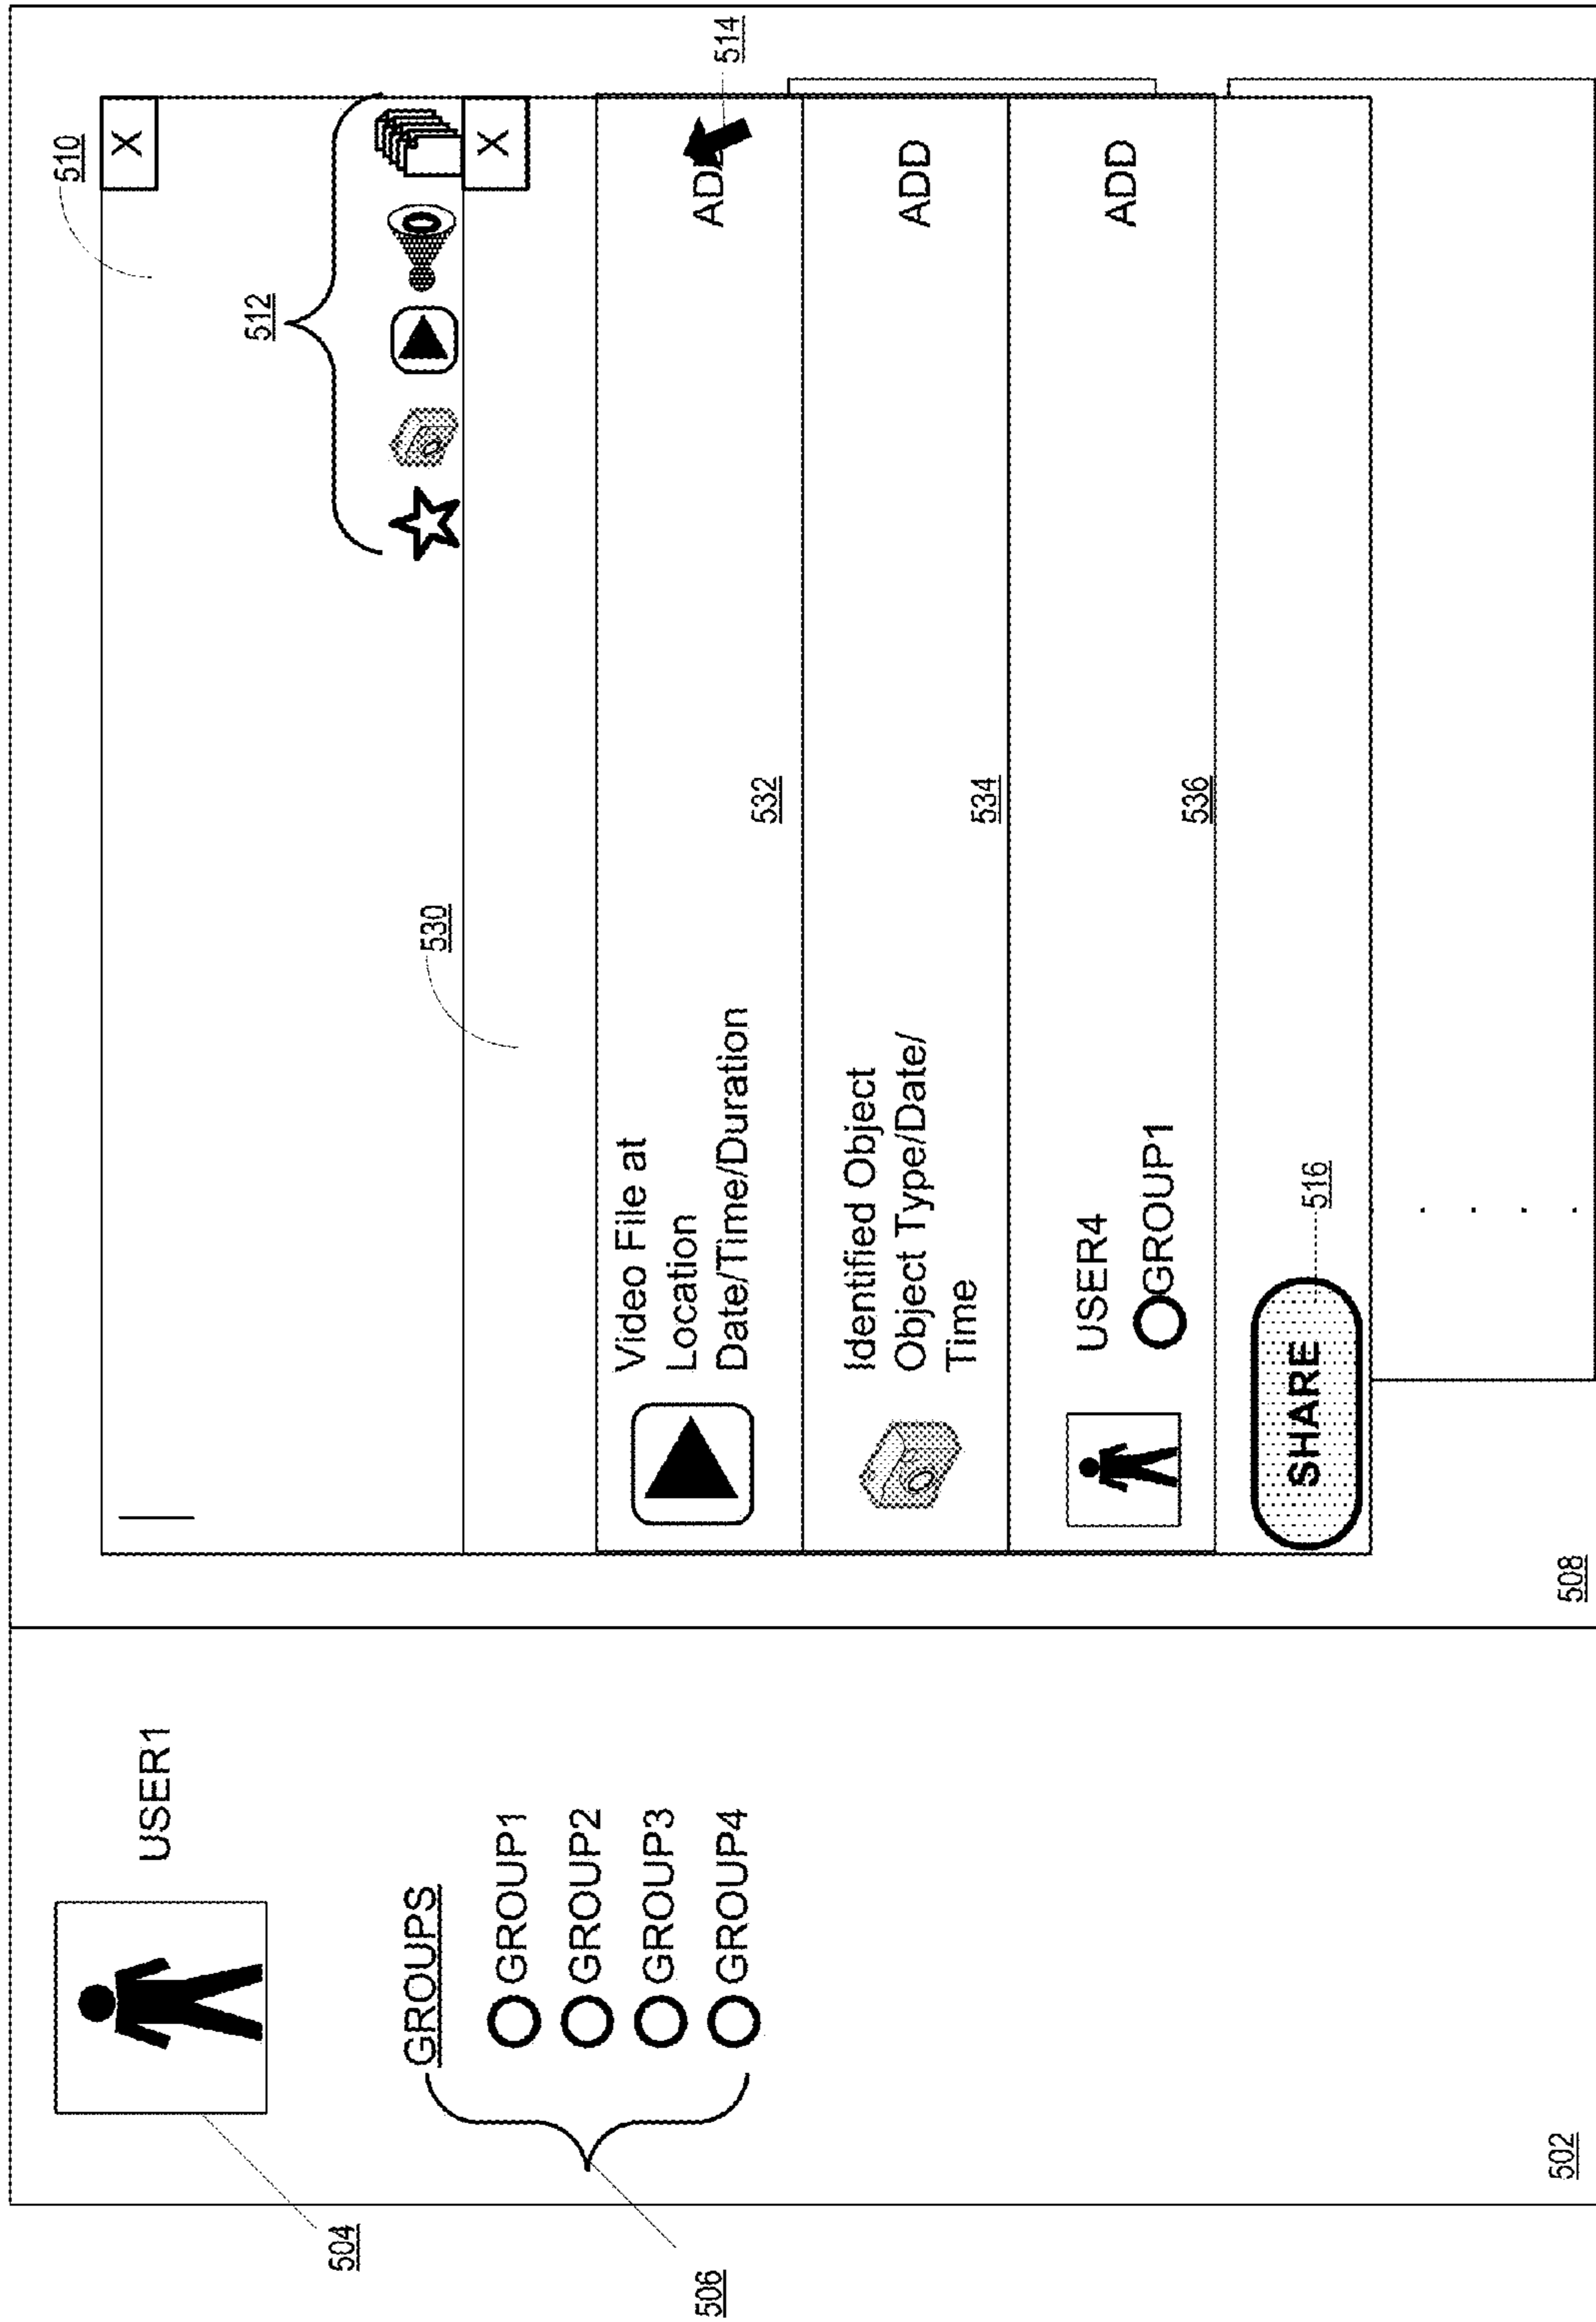 504
USER1
506
GROUPS
GROUP1
GROUP2
GROUP3
GROUP4
502
510
X
512
X
530
Video File at
Location
Date/Time/Duration
ADD
514
532
Identified Object
Object Type/Date/
Time
ADD
534
USER4
GROUP1
ADD
536
SHARE
516
508